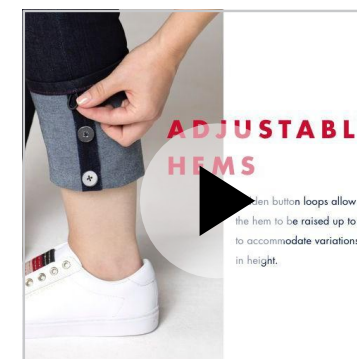 ADJUSTABL
HEMS
button loops allow
the hem to be raised up to
to accommodate variations
in height.